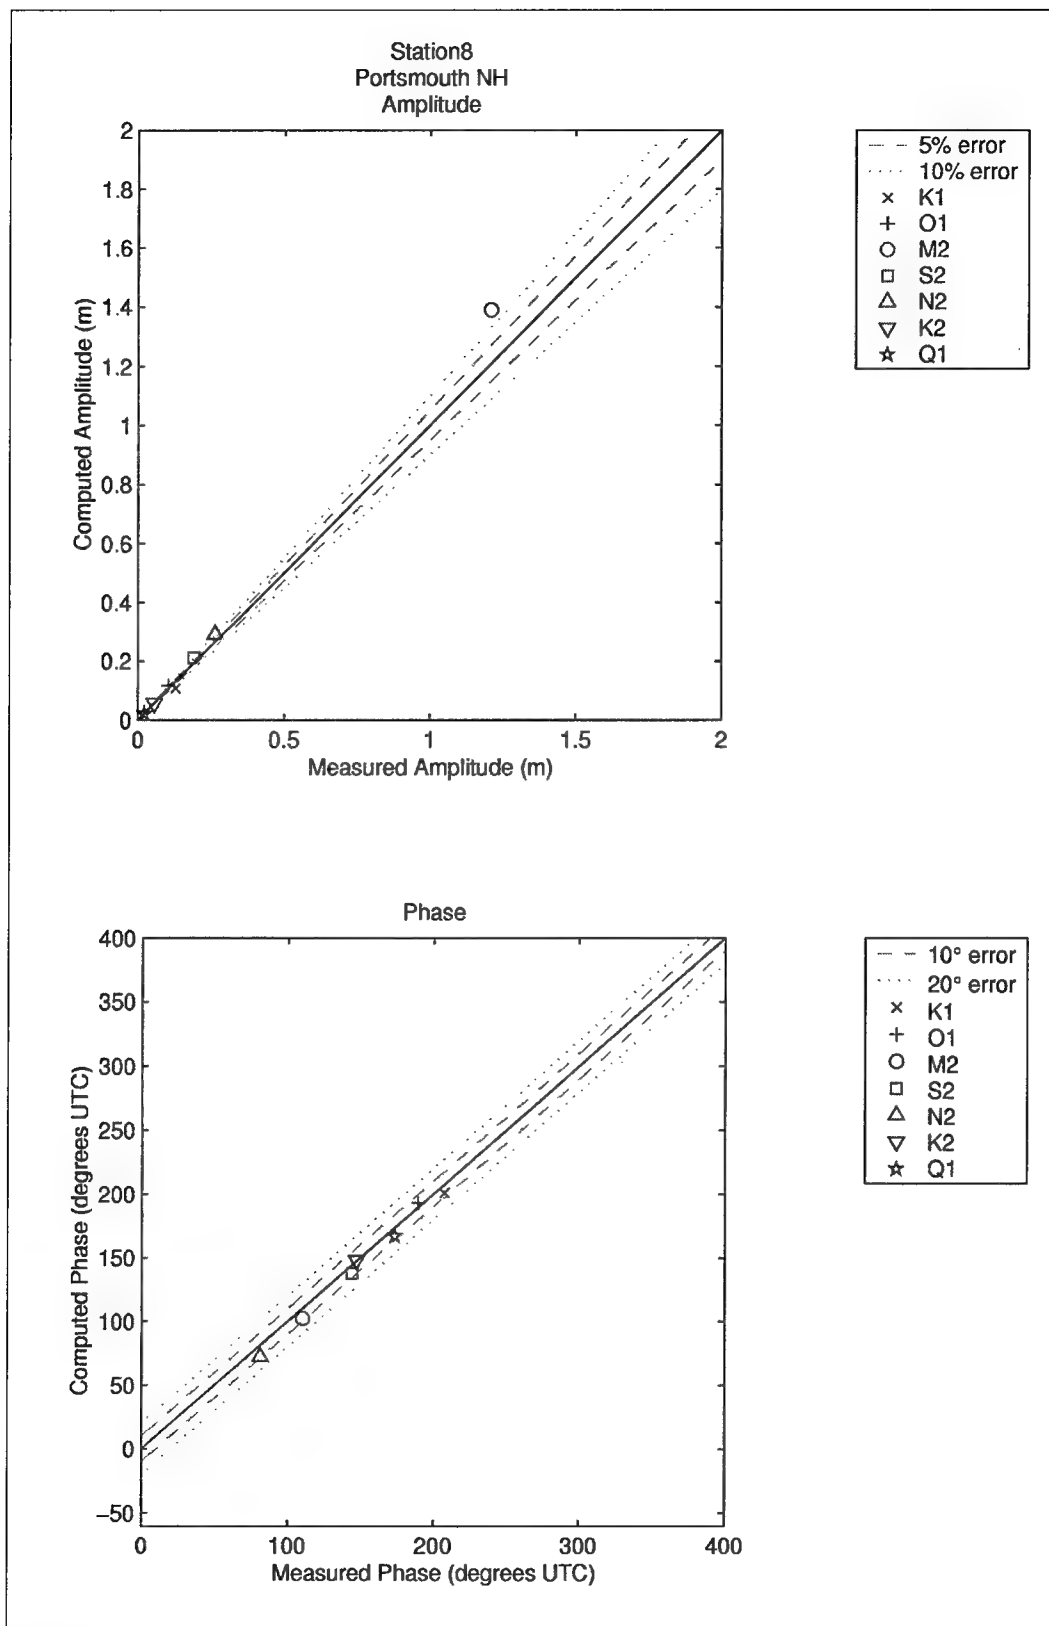 Station8
Portsmouth NH
Amplitude
2
1.8
1.6
1.4
1.2
1
0.8
0.6
0.4
0.2
0
0
0.5
1
1.5
2
Computed Amplitude (m)
Measured Amplitude (m)
5% error
10% error
K1
O1
M2
S2
N2
K2
Q1
Phase
400
350
300
250
200
150
100
50
0
−50
0
100
200
300
400
Computed Phase (degrees UTC)
Measured Phase (degrees UTC)
10° error
20° error
K1
O1
M2
S2
N2
K2
Q1